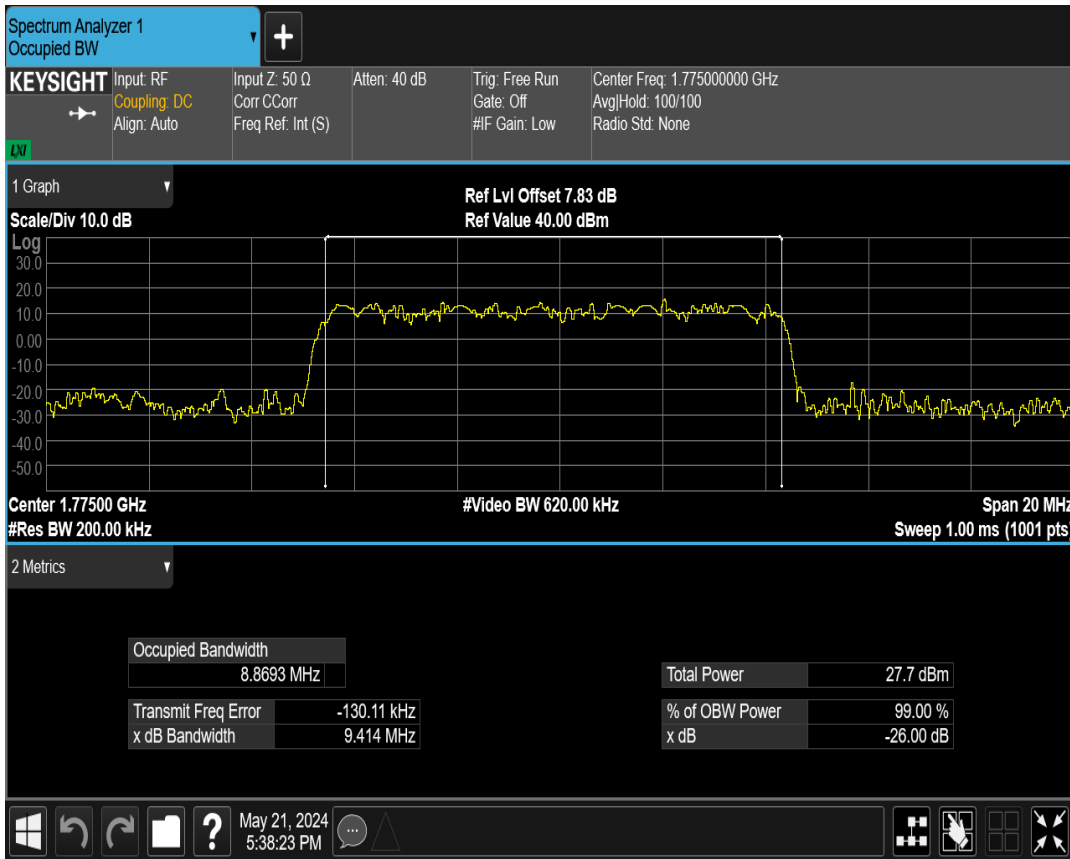 Spectrum Analyzer 1
Occupied BW
KEYSIGHT
LXI
Input: RF
Coupling: DC
Align: Auto
Input Z: 50 Ω
Corr CCorr
Freq Ref: Int (S)
Atten: 40 dB
Trig: Free Run
Gate: Off
#IF Gain: Low
Center Freq: 1.775000000 GHz
Avg|Hold: 100/100
Radio Std: None
1 Graph
Scale/Div 10.0 dB
Ref Lvl Offset 7.83 dB
Ref Value 40.00 dBm
Log
30.0
20.0
10.0
0.00
-10.0
-20.0
-30.0
-40.0
-50.0
Center 1.77500 GHz
#Video BW 620.00 kHz
Span 20 MHz
#Res BW 200.00 kHz
Sweep 1.00 ms (1001 pts)
2 Metrics
Occupied Bandwidth
8.8693 MHz
Total Power 27.7 dBm
Transmit Freq Error -130.11 kHz
% of OBW Power 99.00 %
x dB Bandwidth 9.414 MHz
x dB -26.00 dB
?
May 21, 2024
5:38:23 PM